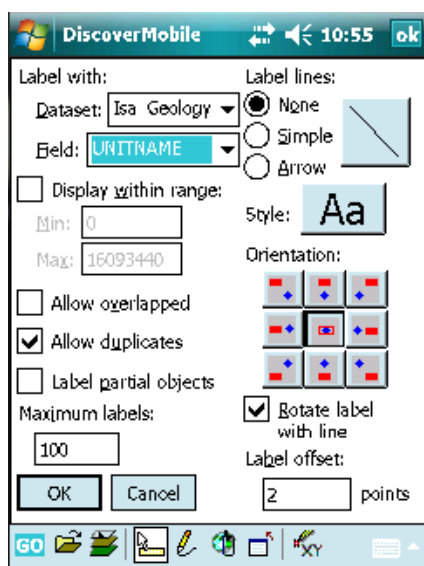 DiscoverMobile 10:55 ok
Label with:
Dataset: Isa Geology
Field: UNITNAME
Display within range:
Min: 0
Max: 16093440
Allow overlapped
Allow duplicates
Label partial objects
Maximum labels:
100
OK Cancel
Label lines:
None
Simple
Arrow
Style: Aa
Orientation:
Rotate label
with line
Label offset:
2 points
GO XY